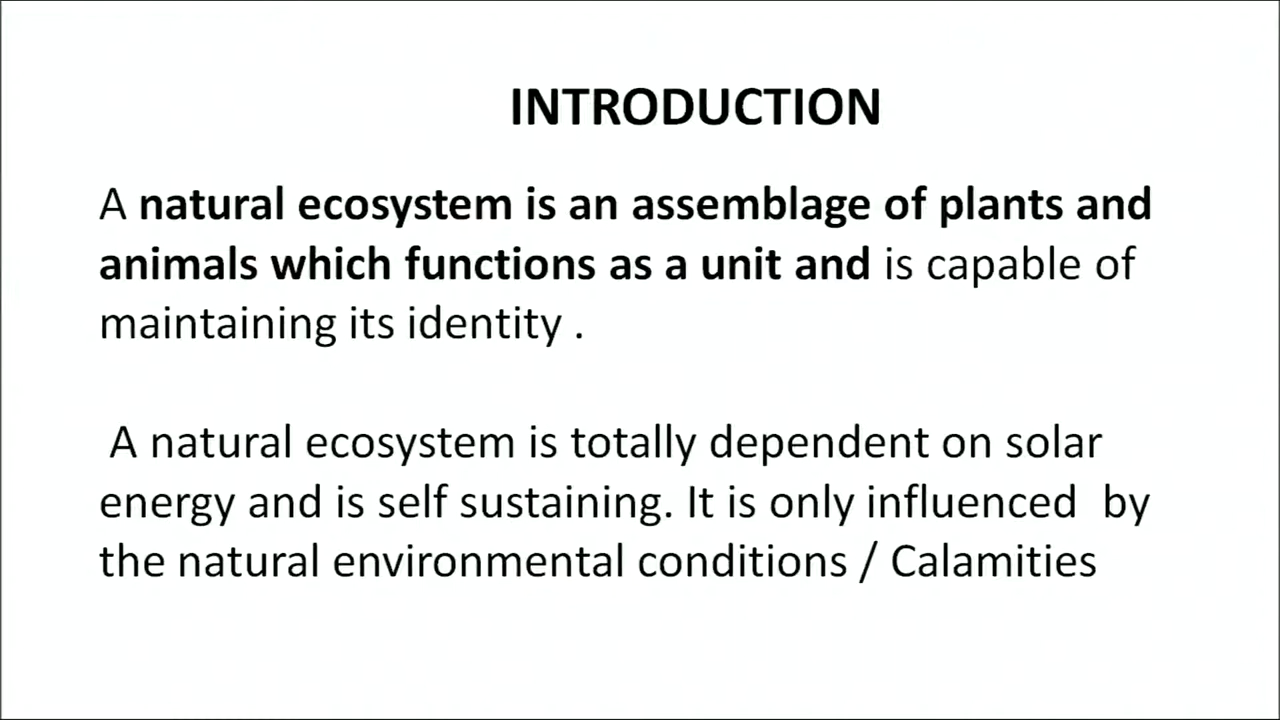 INTRODUCTION
A natural ecosystem is an assemblage of plants and
animals which functions as a unit and is capable of
maintaining its identity .
A natural ecosystem is totally dependent on solar
energy and is self sustaining. It is only influenced by
the natural environmental conditions / Calamities